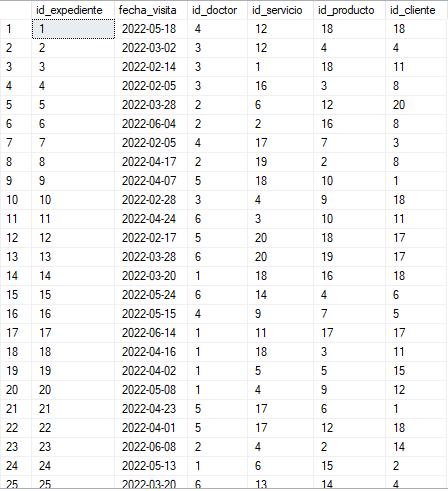 id_expediente fecha_visita id_doctor id_servicio id_producto id_cliente
1 1 2022-05-18 4 12 18 18
2 2 2022-03-02 3 12 4 4
3 3 2022-02-14 3 1 18 11
4 4 2022-02-05 3 16 3 8
5 5 2022-03-28 2 6 12 20
6 6 2022-06-04 2 2 16 8
7 7 2022-02-05 4 17 7 3
8 8 2022-04-17 2 19 2 8
9 9 2022-04-07 5 18 10 1
10 10 2022-02-28 3 4 9 18
11 11 2022-04-24 6 3 10 11
12 12 2022-02-17 5 20 18 17
13 13 2022-03-28 6 20 19 17
14 14 2022-03-20 1 18 16 18
15 15 2022-05-24 6 14 4 6
16 16 2022-05-15 4 9 7 5
17 17 2022-06-14 1 11 17 17
18 18 2022-04-16 1 18 3 11
19 19 2022-04-02 1 5 5 15
20 20 2022-05-08 1 4 9 12
21 21 2022-04-23 5 17 6 1
22 22 2022-04-01 5 17 12 18
23 23 2022-06-08 2 4 2 14
24 24 2022-05-13 1 6 15 2
25 25 2022-03-20 6 13 14 4